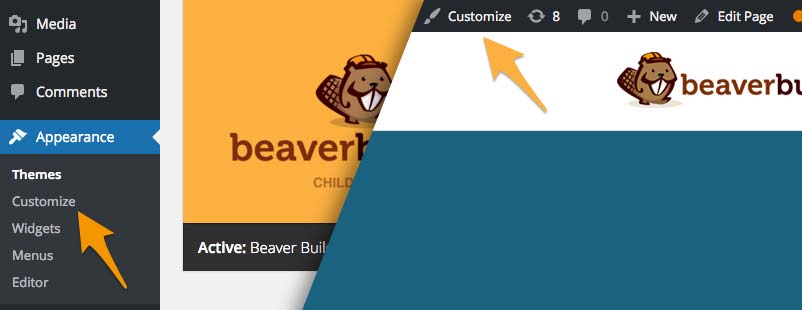 Media
Pages
Comments
Appearance
Themes
Customize
Widgets
Menus
Editor
beaver
CHILD
Active: Beaver Buil
Customize
8
0
New
Edit Page
beaverbu